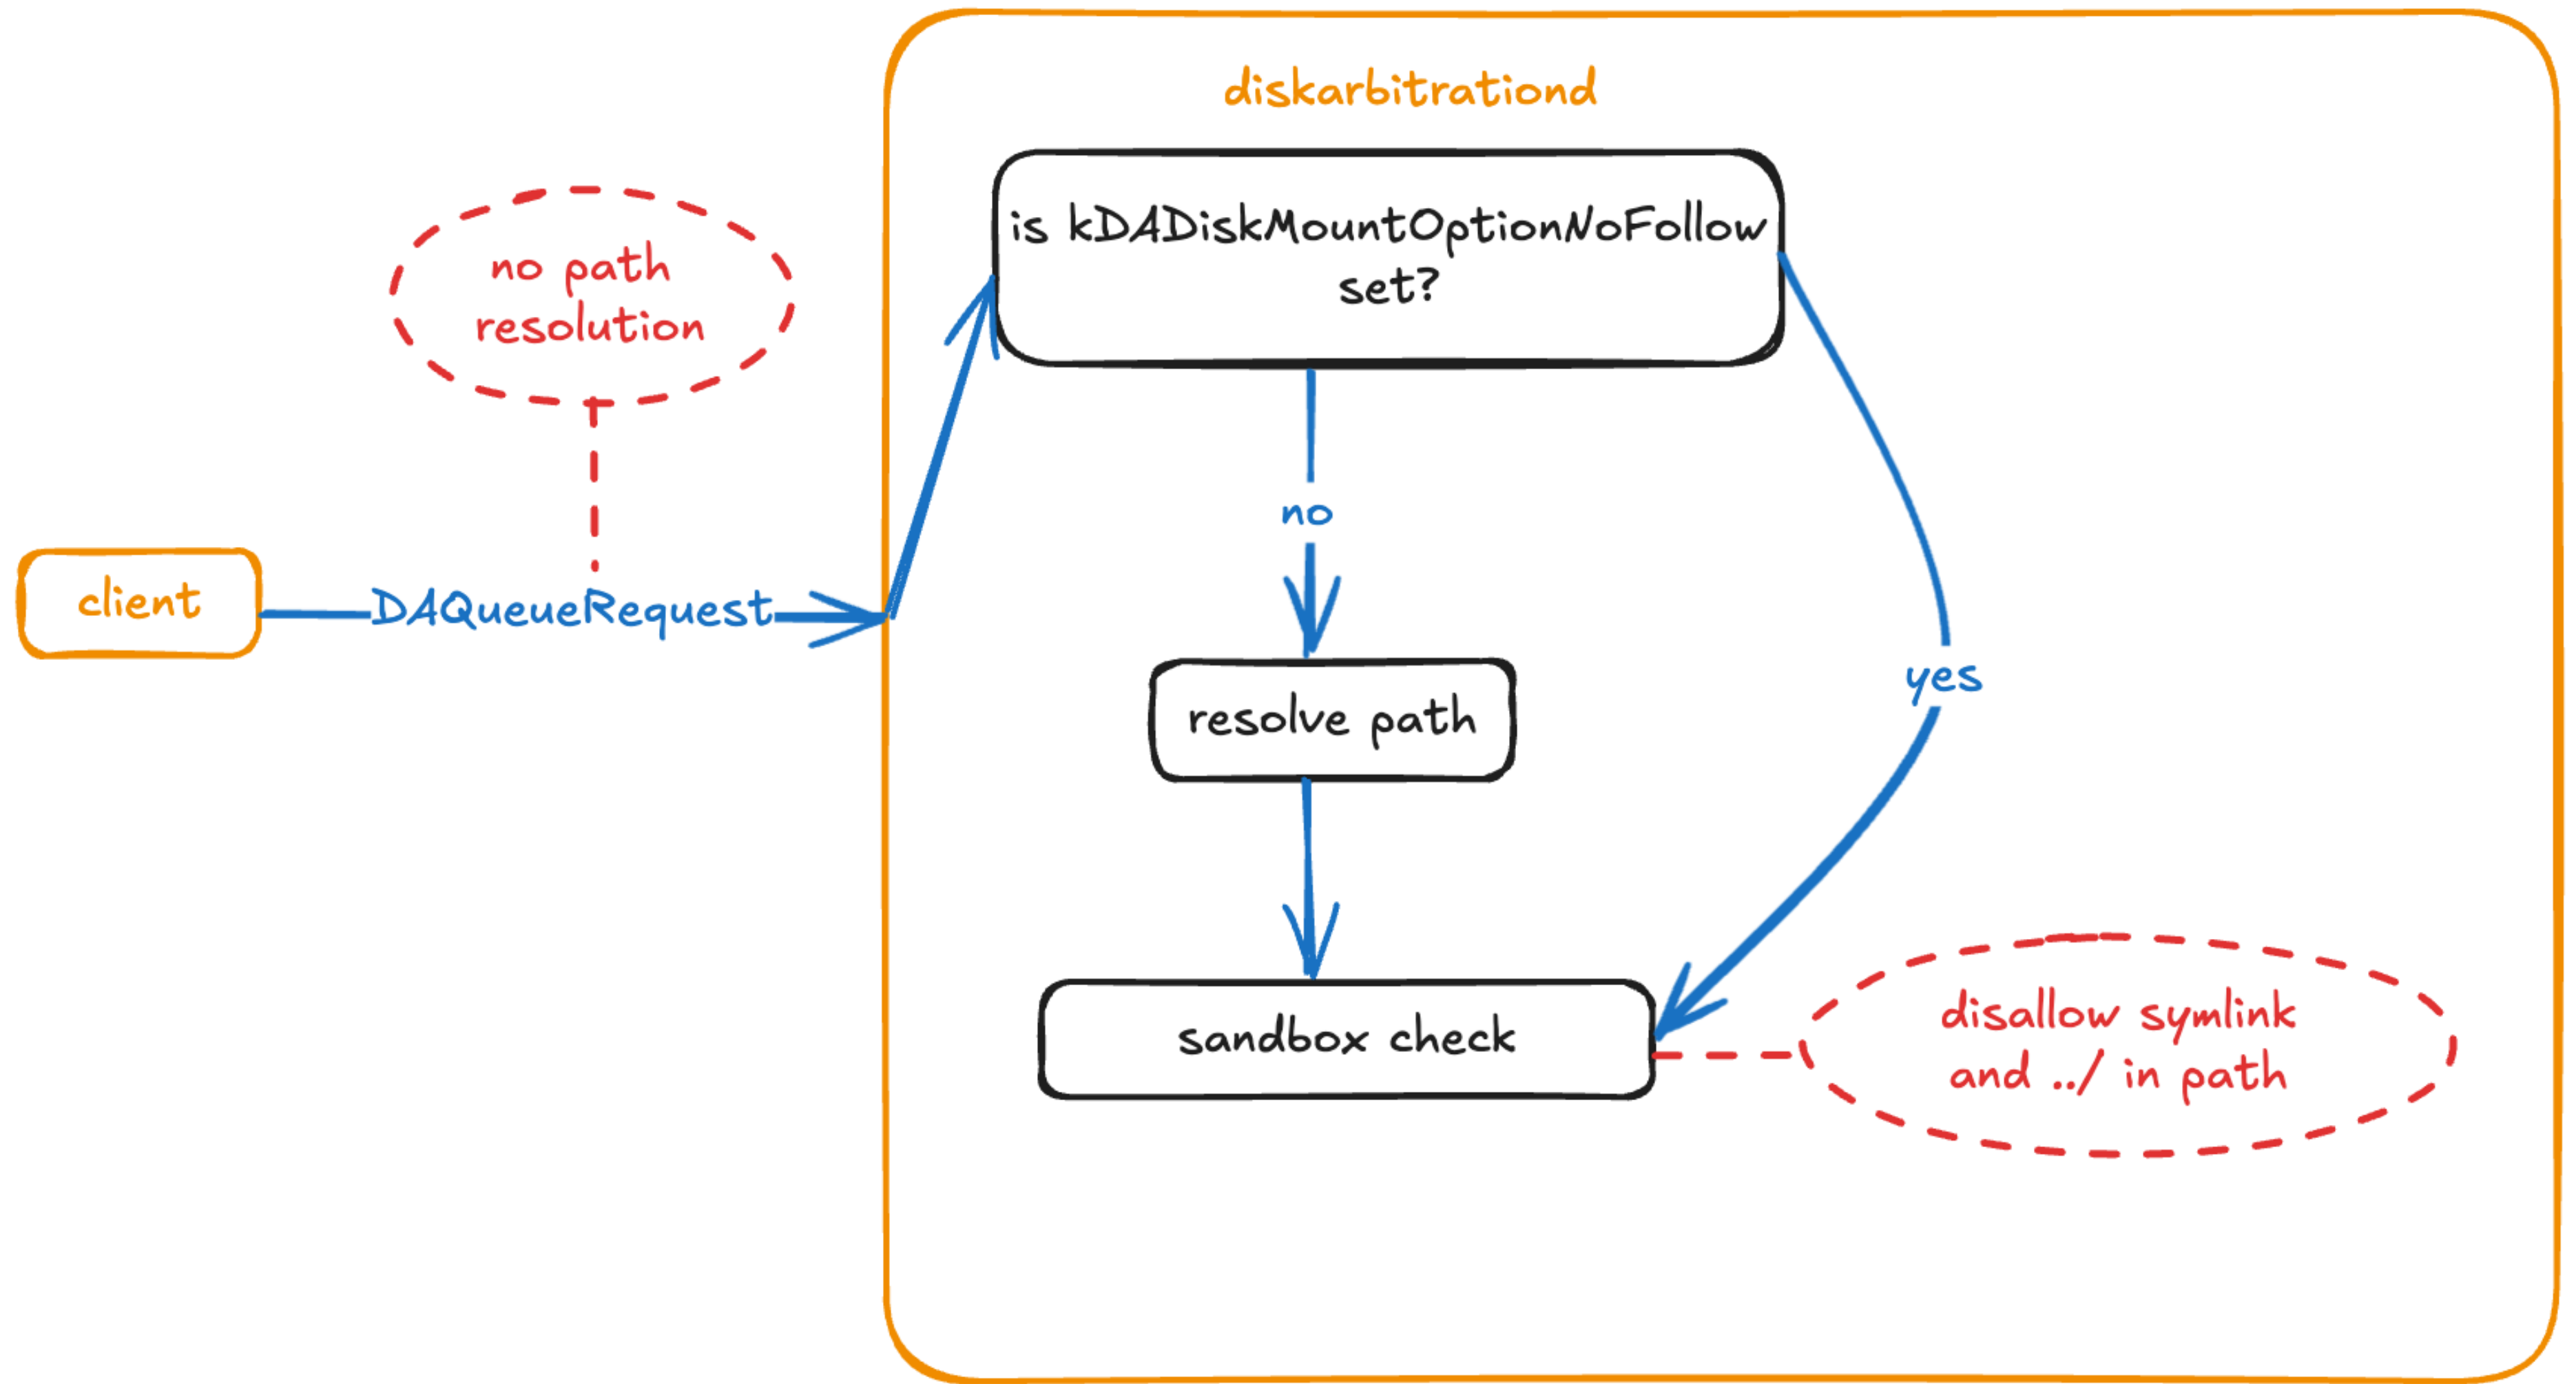 diskarbitrationd
is kDADiskMountOptionNoFollow
set?
no path
resolution
no
client
DAQueueRequest
yes
resolve path
sandbox check
disallow symlink
and ../ in path